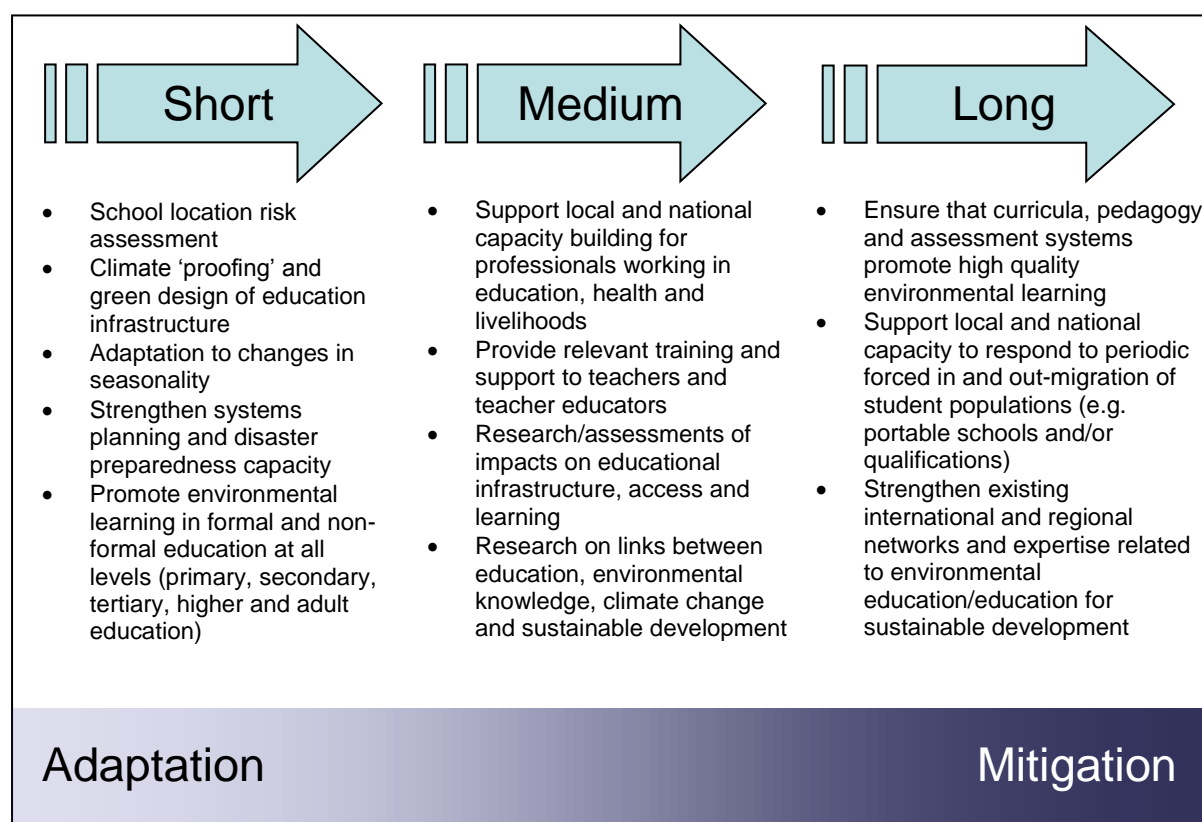 Short
• School location risk
assessment
• Climate ‘proofing’ and
green design of education
infrastructure
• Adaptation to changes in
seasonality
• Strengthen systems
planning and disaster
preparedness capacity
• Promote environmental
learning in formal and non-
formal education at all
levels (primary, secondary,
tertiary, higher and adult
education)
Medium
• Support local and national
capacity building for
professionals working in
education, health and
livelihoods
• Provide relevant training and
support to teachers and
teacher educators
• Research/assessments of
impacts on educational
infrastructure, access and
learning
• Research on links between
education, environmental
knowledge, climate change
and sustainable development
Long
• Ensure that curricula, pedagogy
and assessment systems
promote high quality
environmental learning
• Support local and national
capacity to respond to periodic
forced in and out-migration of
student populations (e.g.
portable schools and/or
qualifications)
• Strengthen existing
international and regional
networks and expertise related
to environmental
education/education for
sustainable development
Adaptation
Mitigation